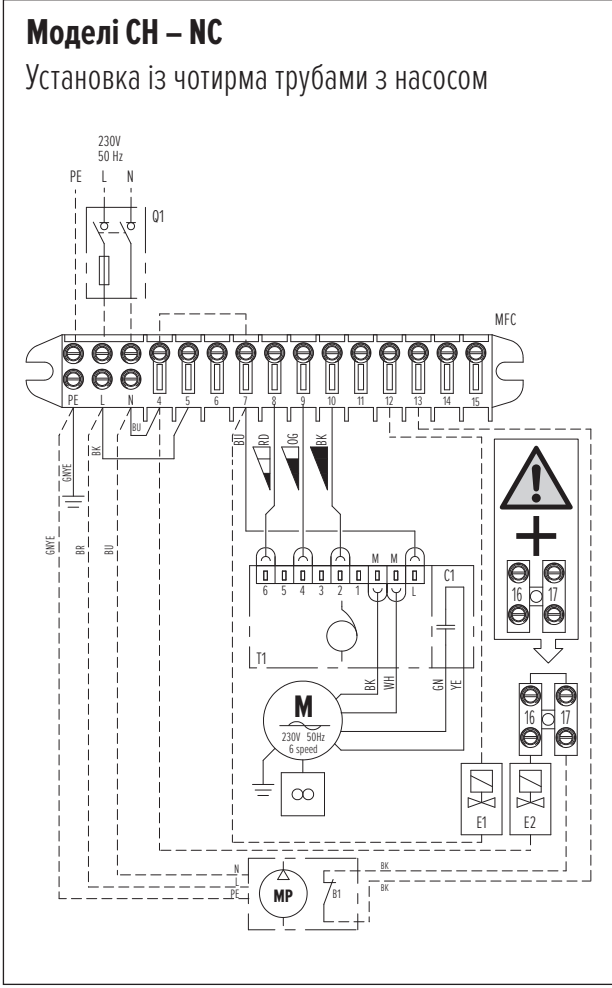 Моделі CH – NC
Установка із чотирма трубами з насосом
230V
50 Hz
PE L N
Q1
MFC
PE L N 4 5 6 7 8 9 10 11 12 13 14 15
BU
BK
GNYE
BU
RD
OG
BK
GNYE
BR
BU
M M
C1
6 5 4 3 2 1 L
T1
16 17
BK
WH
GN
YE
M
230V 50Hz
6 speed
16 17
E1
E2
N
L
PE
MP
B1
BK
BK